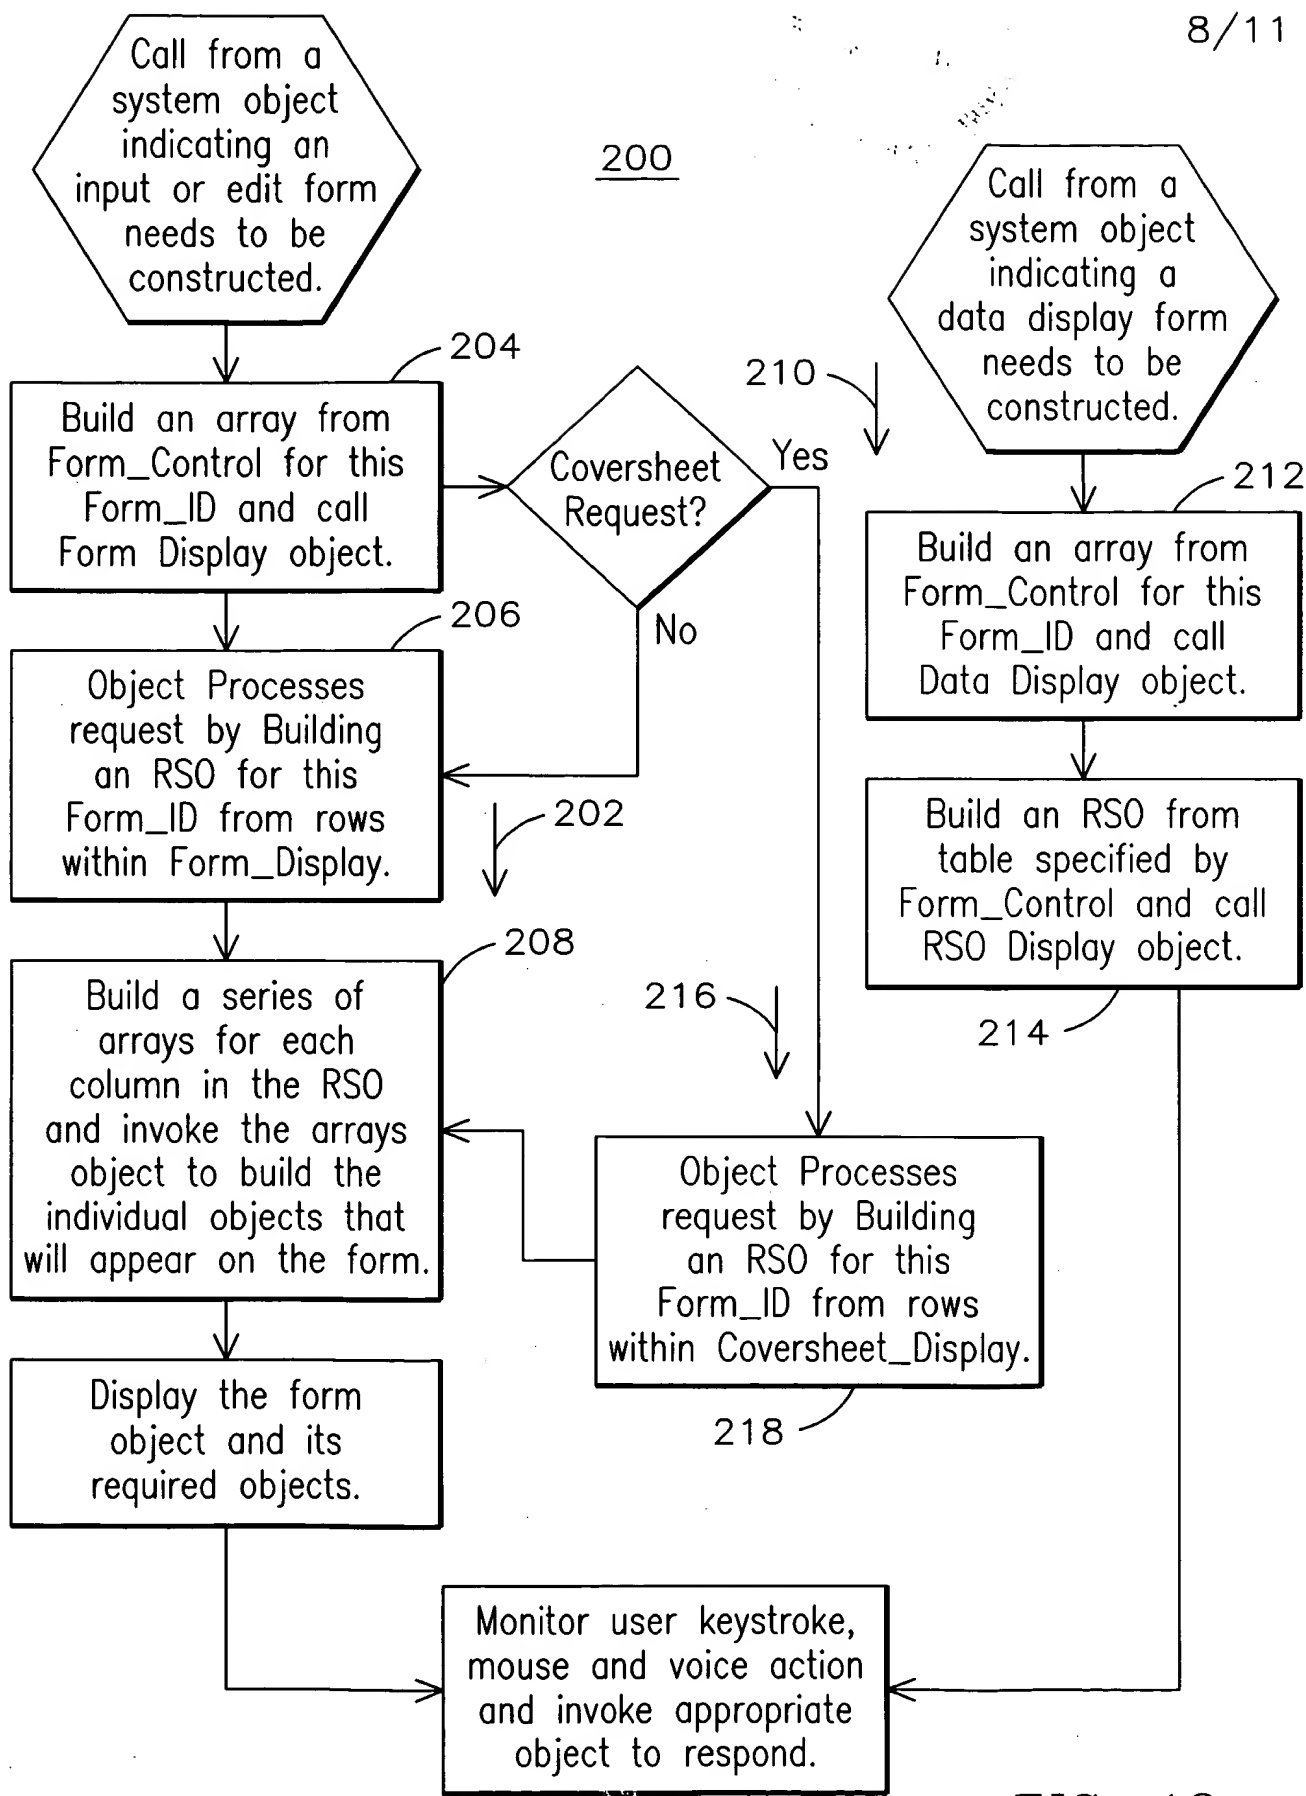 8/11
Call from a
system object
indicating an
input or edit form
needs to be
constructed.
200
Call from a
system object
indicating a
data display form
needs to be
constructed.
204
Build an array from
Form_Control for this
Form_ID and call
Form Display object.
Coversheet
Request?
Yes
No
210
212
Build an array from
Form_Control for this
Form_ID and call
Data Display object.
206
Object Processes
request by Building
an RSO for this
Form_ID from rows
within Form_Display.
202
Build an RSO from
table specified by
Form_Control and call
RSO Display object.
214
208
Build a series of
arrays for each
column in the RSO
and invoke the arrays
object to build the
individual objects that
will appear on the form.
216
Object Processes
request by Building
an RSO for this
Form_ID from rows
within Coversheet_Display.
218
Display the form
object and its
required objects.
Monitor user keystroke,
mouse and voice action
and invoke appropriate
object to respond.